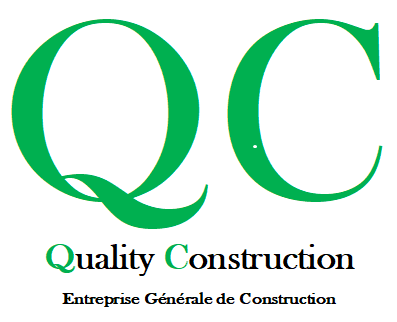 QC
Quality Construction
Entreprise Générale de Construction